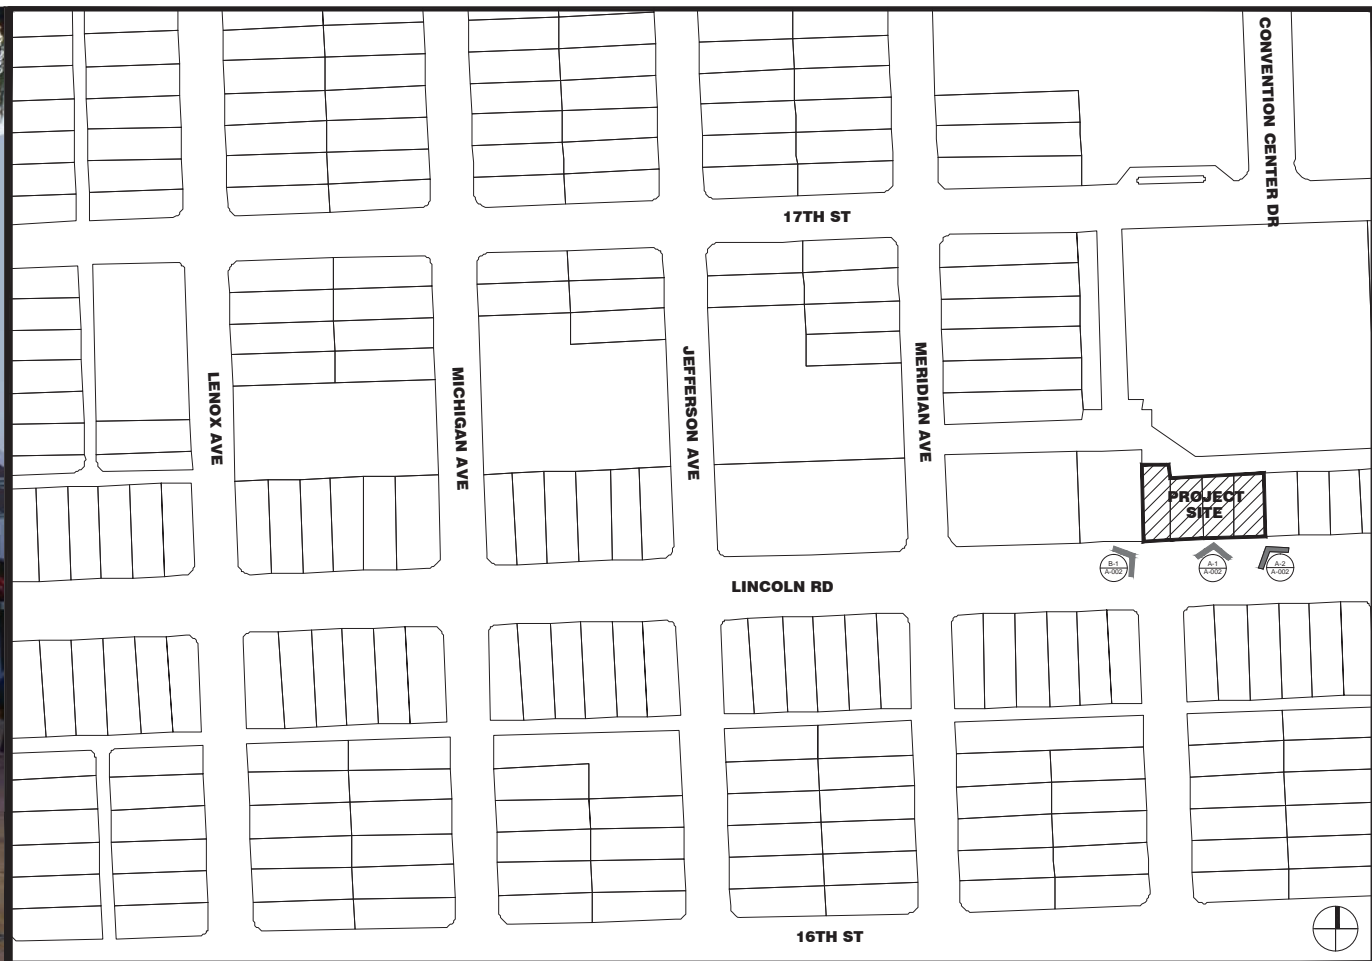 CONVENTION CENTER DR
17TH ST
LENOX AVE
MICHIGAN AVE
JEFFERSON AVE
MERIDIAN AVE
PROJECT
SITE
B-1
A-002
A-1
A-002
A-2
A-002
LINCOLN RD
16TH ST